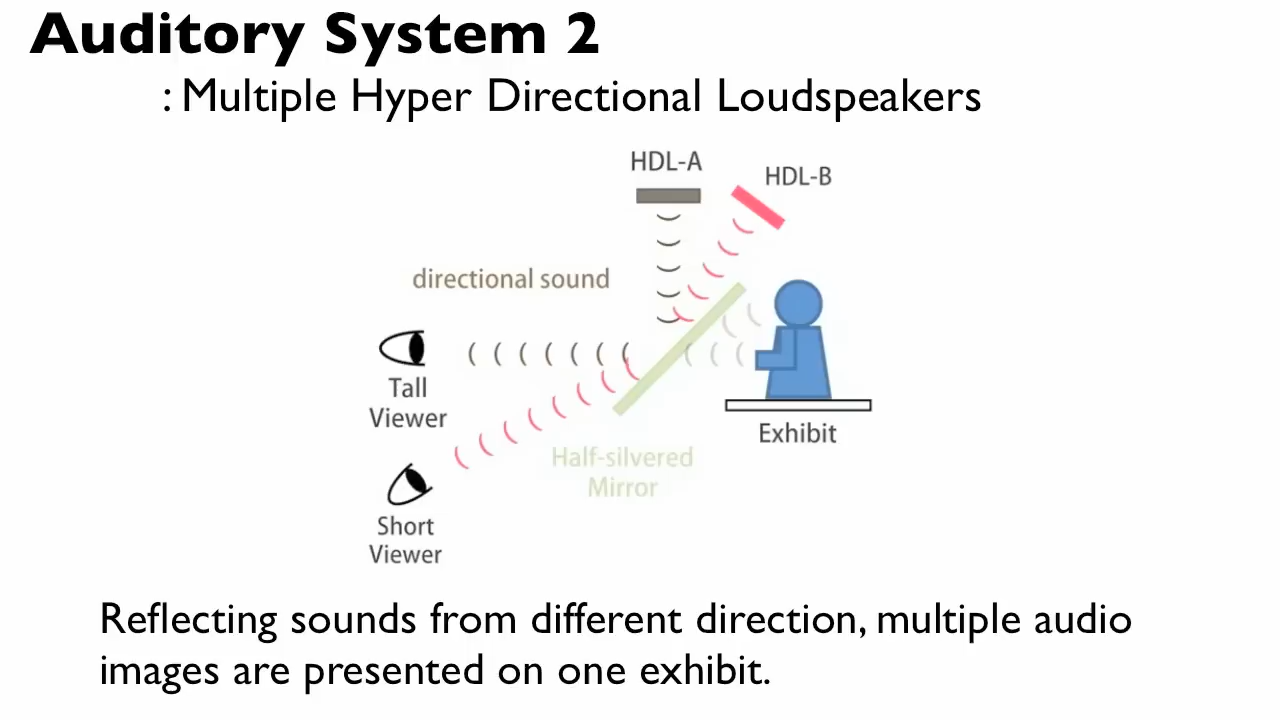 Auditory System 2
: Multiple Hyper Directional Loudspeakers
HDL-A
HDL-B
directional sound
Tall
Viewer
Exhibit
Half-silvered
Mirror
Short
Viewer
Reflecting sounds from different direction, multiple audio
images are presented on one exhibit.